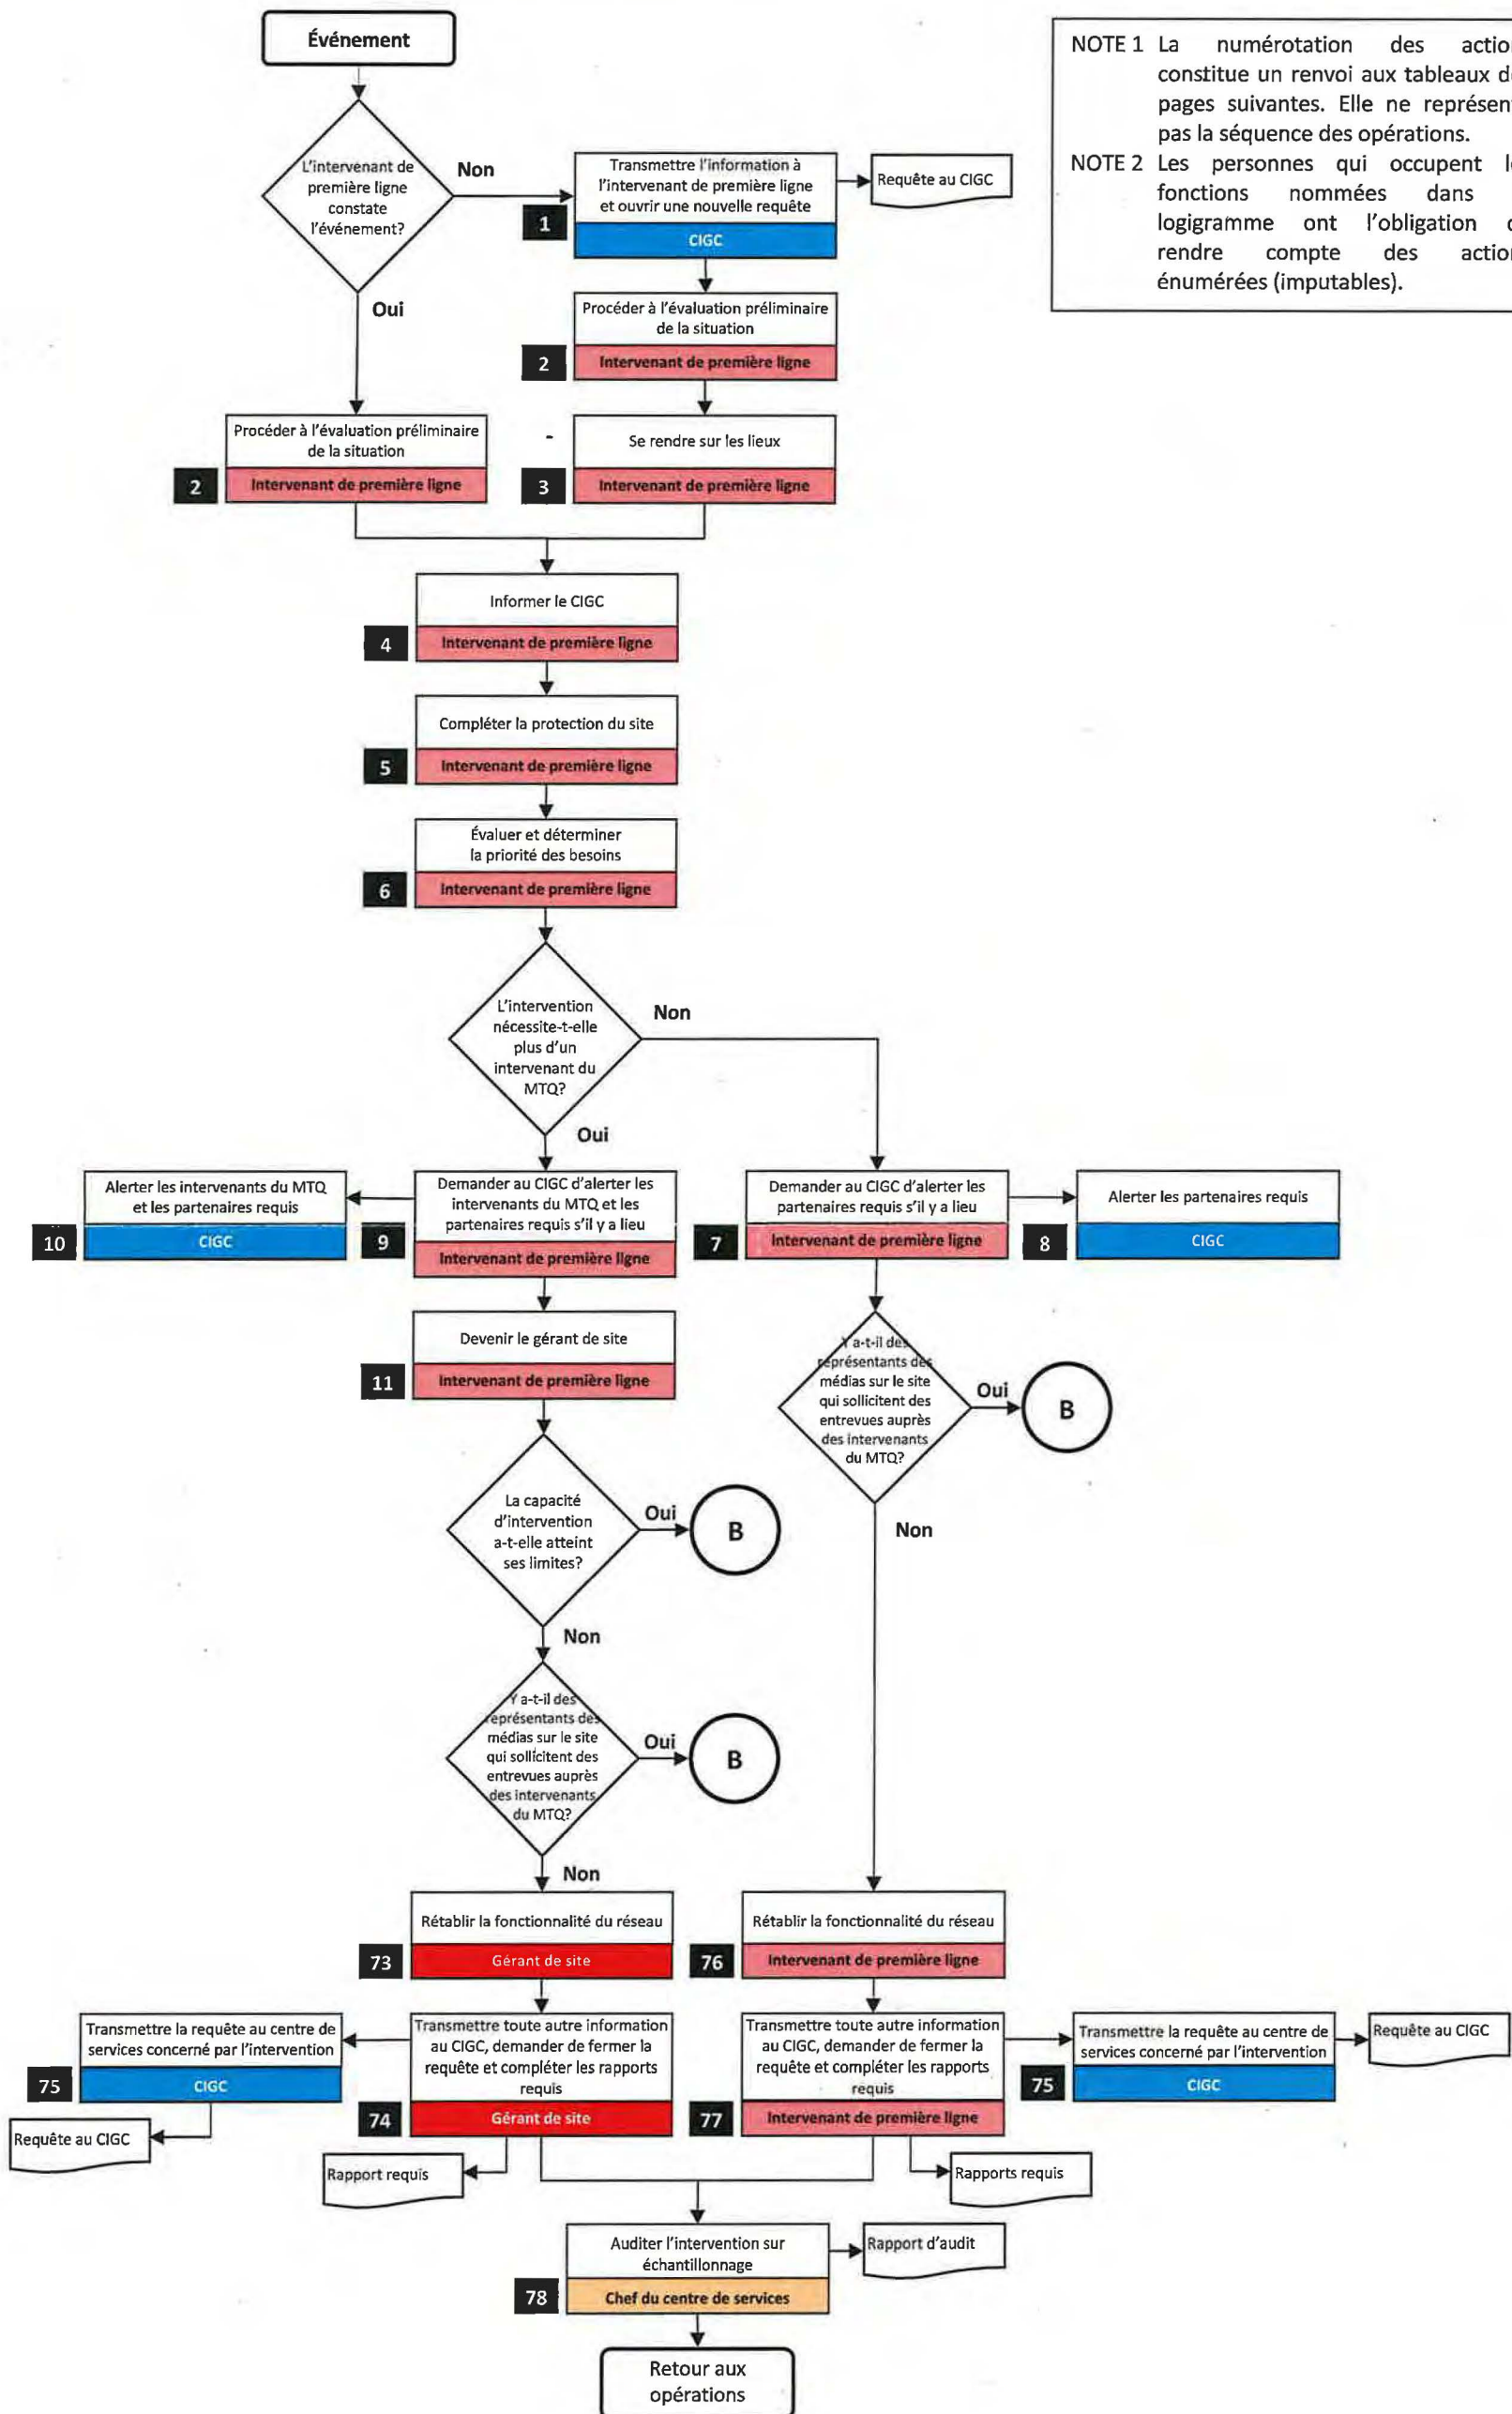 Événement
NOTE 1 La numérotation des action
constitue un renvoi aux tableaux de
pages suivantes. Elle ne représent
pas la séquence des opérations.
NOTE 2 Les personnes qui occupent le
fonctions nommées dans
logigramme ont l'obligation d
rendre compte des action
énumérées (imputables).
L'intervenant de
première ligne
constate
l'événement?
Non
Oui
Transmettre l'information à
l'intervenant de première ligne
et ouvrir une nouvelle requête
1
CIGC
Requête au CIGC
Procéder à l'évaluation préliminaire
de la situation
2
Intervenant de première ligne
Procéder à l'évaluation préliminaire
de la situation
2
Intervenant de première ligne
-
Se rendre sur les lieux
3
Intervenant de première ligne
Informer le CIGC
4
Intervenant de première ligne
Compléter la protection du site
5
Intervenant de première ligne
Évaluer et déterminer
la priorité des besoins
6
Intervenant de première ligne
L'intervention
nécessite-t-elle
plus d'un
intervenant du
MTQ?
Non
Oui
Alerter les intervenants du MTQ
et les partenaires requis
10
CIGC
Demander au CIGC d'alerter les
intervenants du MTQ et les
partenaires requis s'il y a lieu
9
Intervenant de première ligne
Demander au CIGC d'alerter les
partenaires requis s'il y a lieu
7
Intervenant de première ligne
Alerter les partenaires requis
8
CIGC
Devenir le gérant de site
11
Intervenant de première ligne
Y a-t-il des
représentants des
médias sur le site
qui sollicitent des
entrevues auprès
des intervenants
du MTQ?
Oui
B
Non
La capacité
d'intervention
a-t-elle atteint
ses limites?
Oui
B
Non
Y a-t-il des
représentants des
médias sur le site
qui sollicitent des
entrevues auprès
des intervenants
du MTQ?
Oui
B
Non
Rétablir la fonctionnalité du réseau
73
Gérant de site
Rétablir la fonctionnalité du réseau
76
Intervenant de première ligne
Transmettre la requête au centre de
services concerné par l'intervention
75
CIGC
Requête au CIGC
Transmettre toute autre information
au CIGC, demander de fermer la
requête et compléter les rapports
requis
74
Gérant de site
Rapport requis
Transmettre toute autre information
au CIGC, demander de fermer la
requête et compléter les rapports
requis
77
Intervenant de première ligne
Rapports requis
Transmettre la requête au centre de
services concerné par l'intervention
75
CIGC
Requête au CIGC
Auditer l'intervention sur
échantillonnage
78
Chef du centre de services
Rapport d'audit
Retour aux
opérations